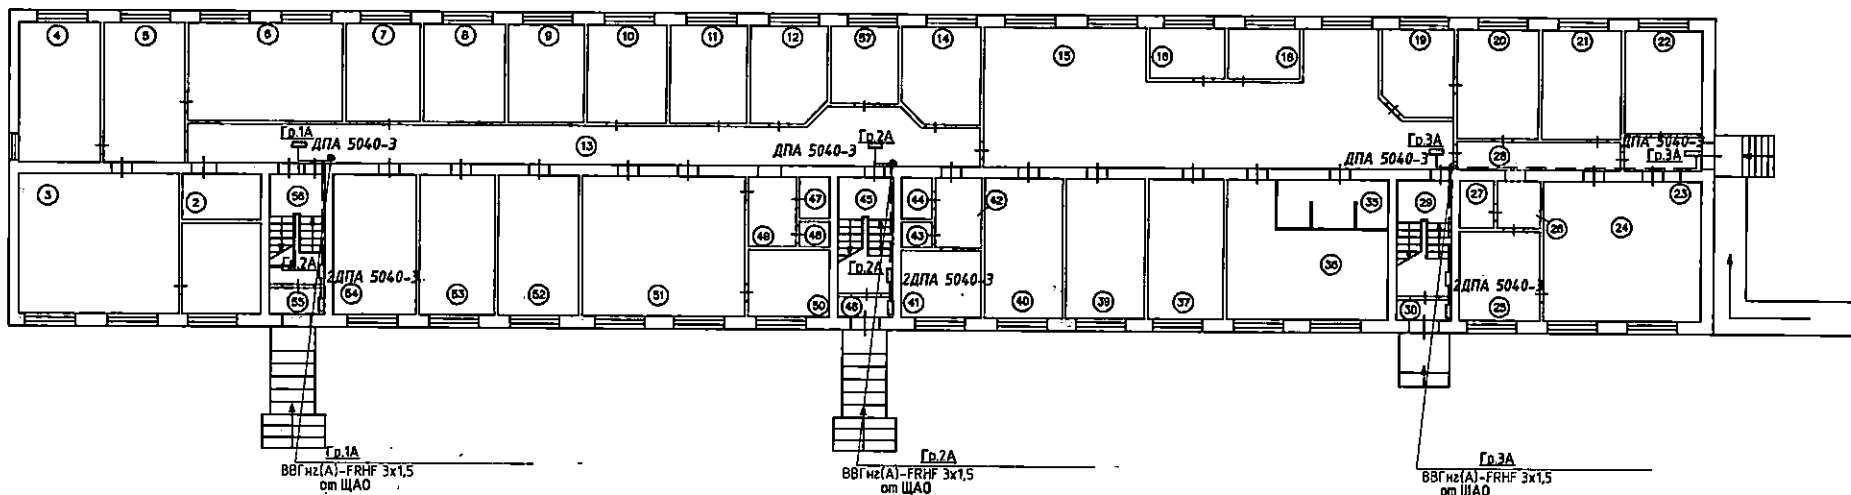 4 5 6 7 8 9 10 11 12 57 14 15 16 18 19 20 21 22
Гр.1А
ДПА 5040-3
13
Гр.2А
ДПА 5040-3
Гр.3А
ДПА 5040-3
28
ДПА 5040-3
Гр.3А
3 2 56 47 45 44 42 35 29 27 23
49 48 43 26 24
Гр.2А
2ДПА 5040-3
Гр.2А
2ДПА 5040-3
36
2ДПА 5040-3
55 54 53 52 51 50 46 41 40 39 37 30 25
Гр.1А
ВВГнг(А)-FRHF 3х1,5
от ЩАО
Гр.2А
ВВГнг(А)-FRHF 3х1,5
от ЩАО
Гр.3А
ВВГнг(А)-FRHF 3х1,5
от ЩАО